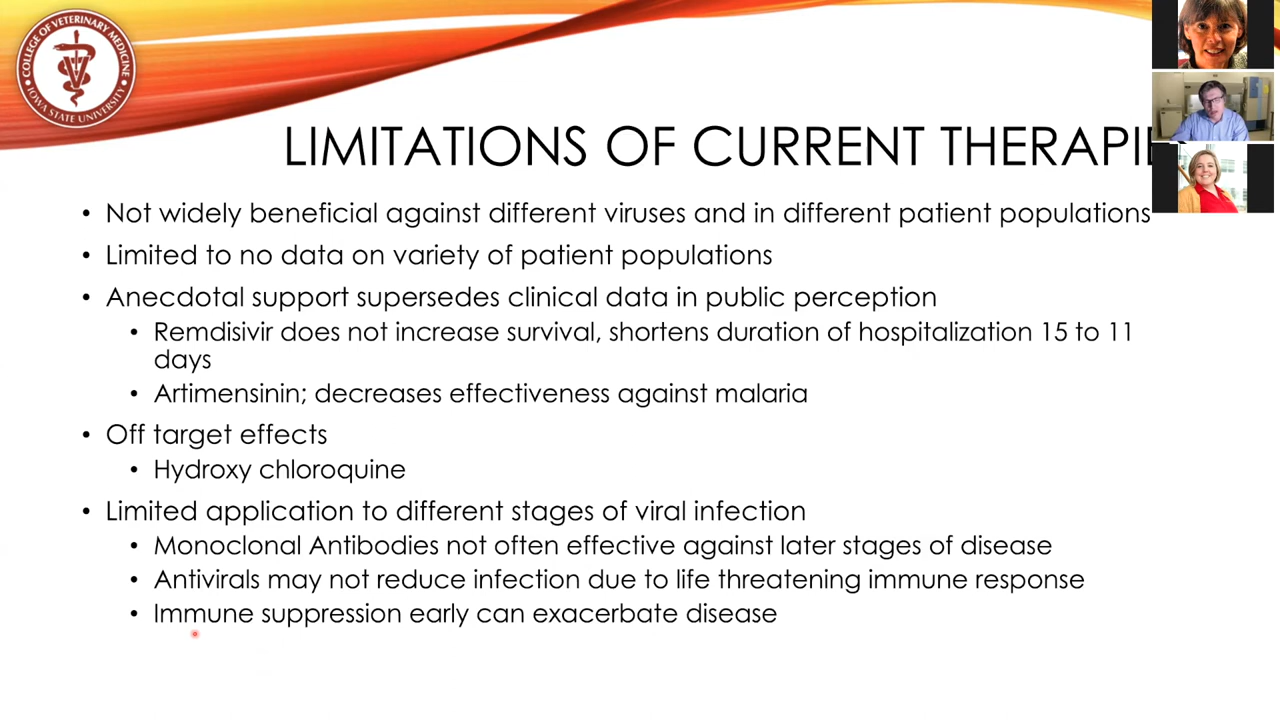 COLLEGE OF VETERINARY MEDICINE
IOWA STATE UNIVERSITY
LIMITATIONS OF CURRENT THERAPIE
• Not widely beneficial against different viruses and in different patient populations
• Limited to no data on variety of patient populations
• Anecdotal support supersedes clinical data in public perception
• Remdisivir does not increase survival, shortens duration of hospitalization 15 to 11
days
• Artimensinin; decreases effectiveness against malaria
• Off target effects
• Hydroxy chloroquine
• Limited application to different stages of viral infection
• Monoclonal Antibodies not often effective against later stages of disease
• Antivirals may not reduce infection due to life threatening immune response
• Immune suppression early can exacerbate disease